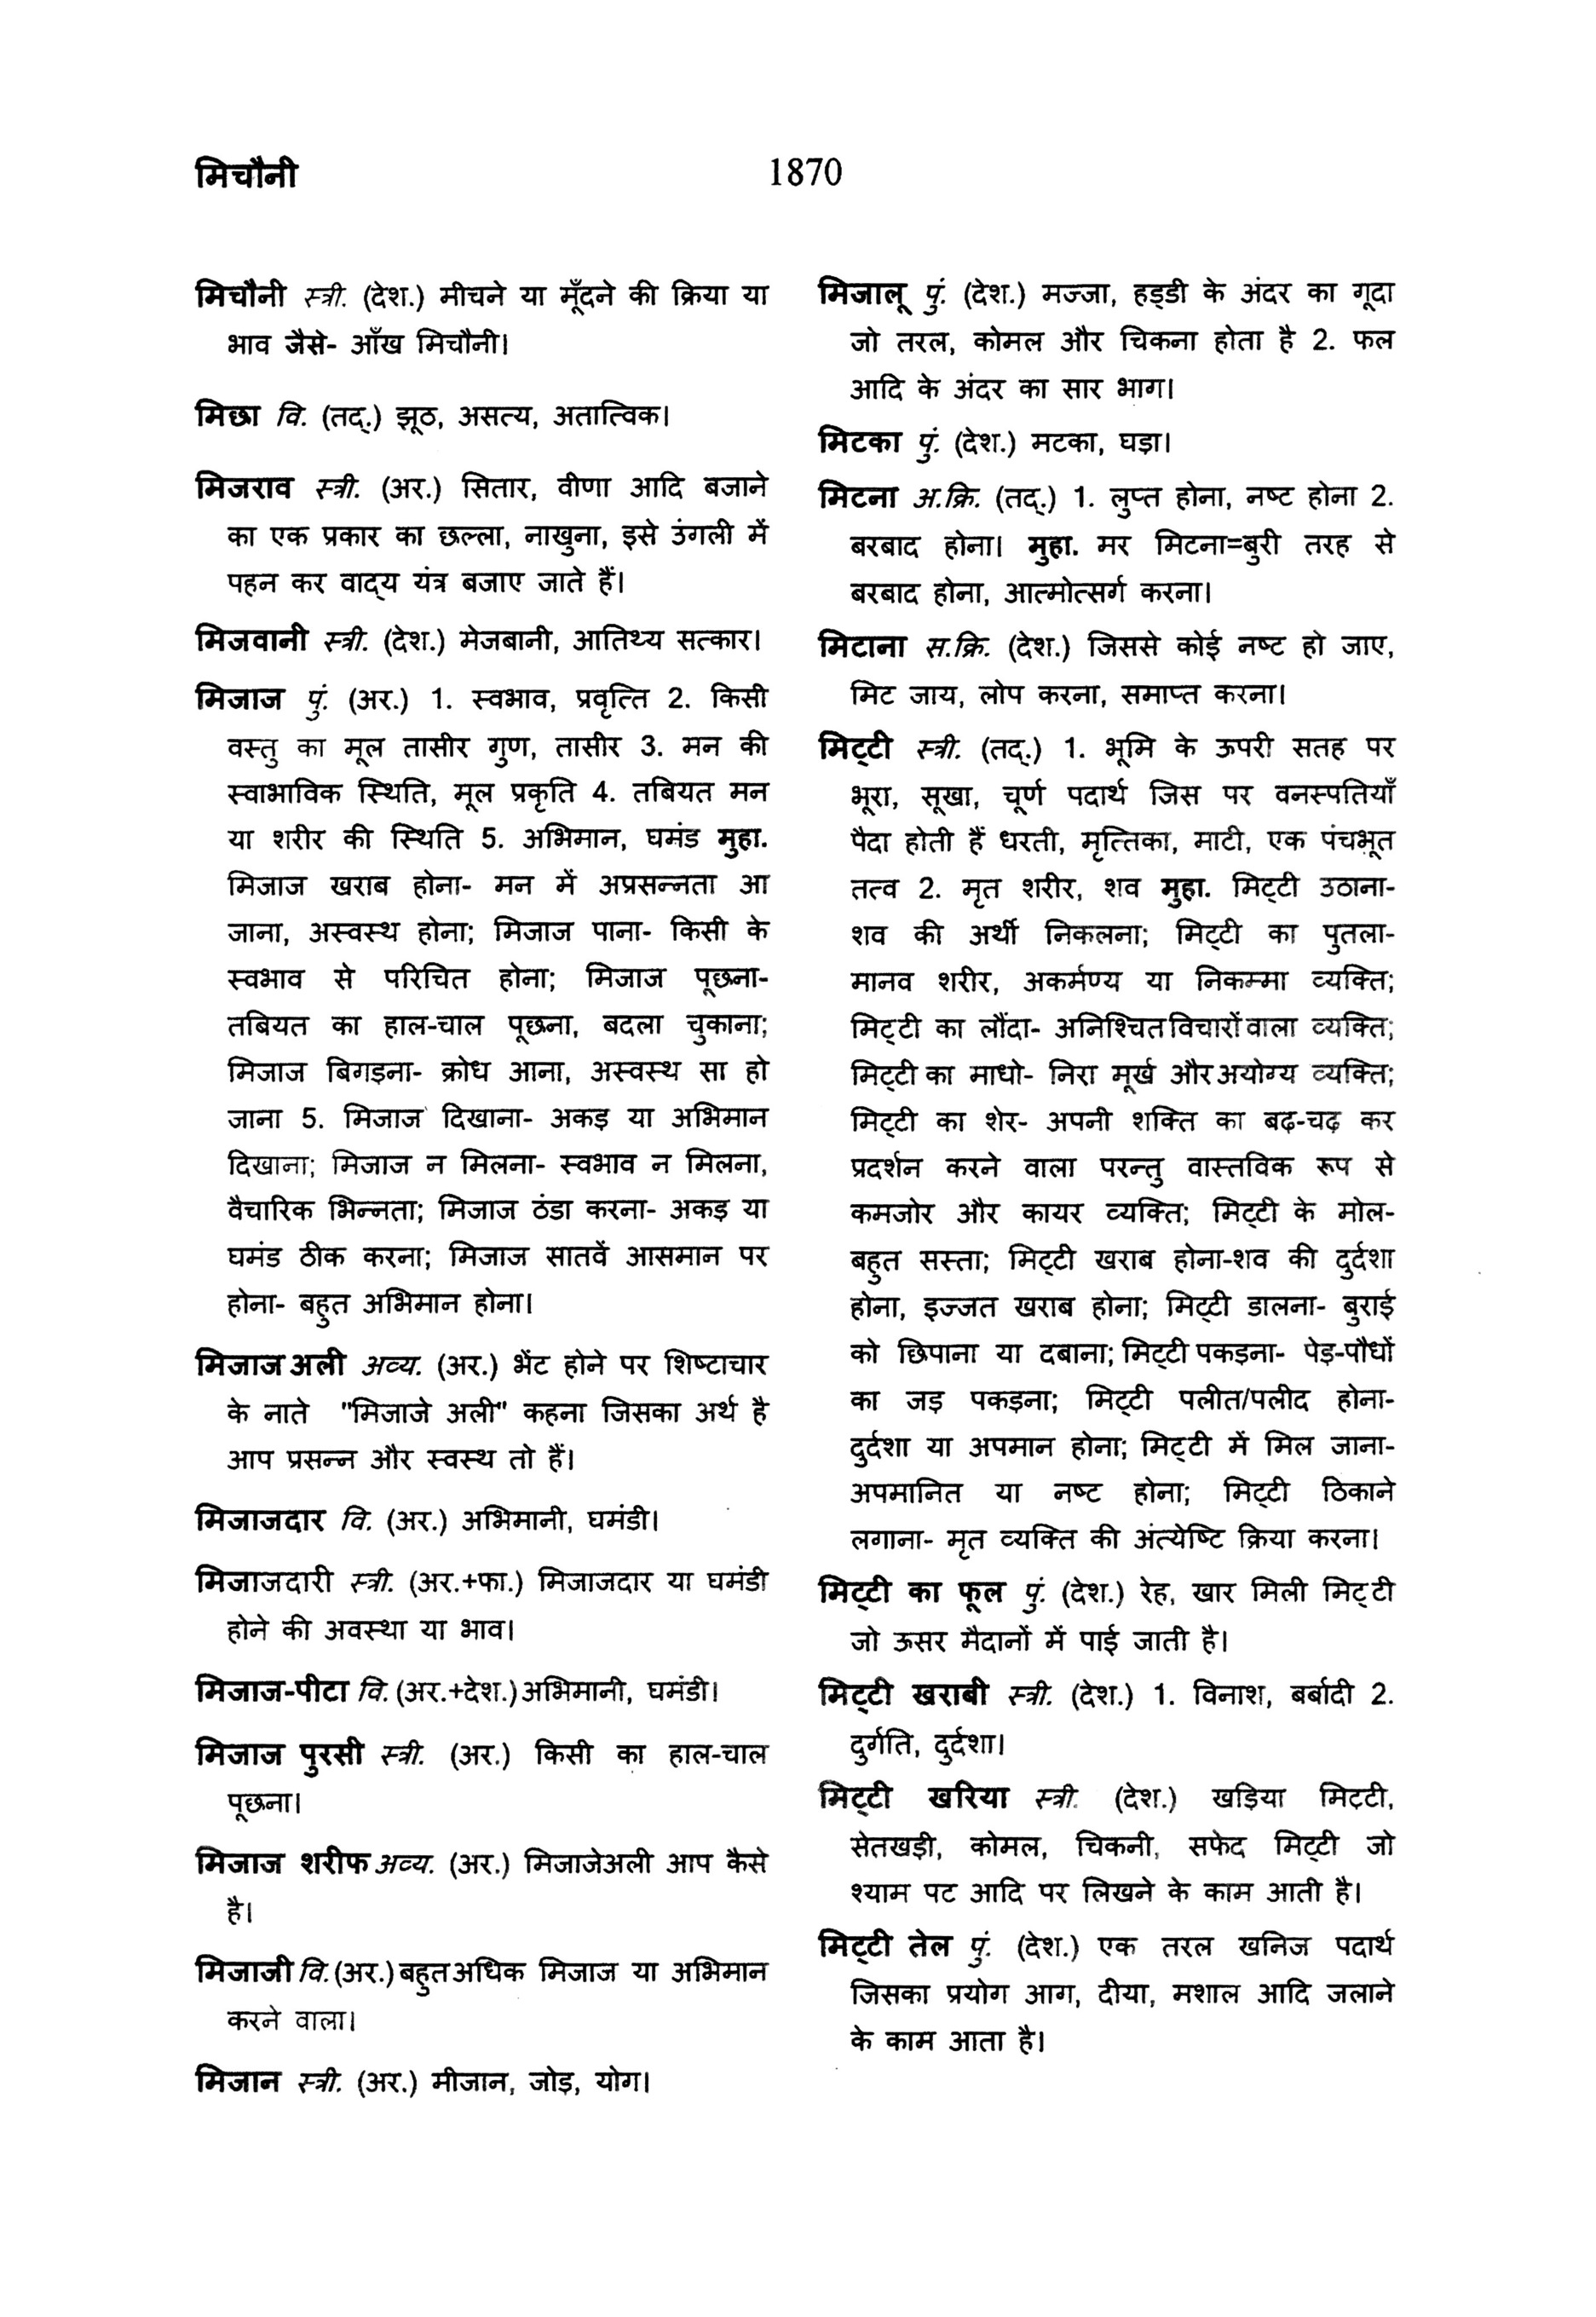 मिचौनी
1870
मिचौनी स्त्री. (देश.) मीचने या मूँदने की क्रिया या
भाव जैसे- आँख मिचौनी।
मिछा वि. (तद्.) झूठ, असत्य, अतात्विक।
मिजराव स्त्री. (अर.) सितार, वीणा आदि बजाने
का एक प्रकार का छल्ला, नाखुना, इसे उंगली में
पहन कर वाद्य यंत्र बजाए जाते हैं।
मिजवानी स्त्री. (देश.) मेजबानी, आतिथ्य सत्कार।
मिजाज पुं. (अर.) 1. स्वभाव, प्रवृत्ति 2. किसी
वस्तु का मूल तासीर गुण, तासीर 3. मन की
स्वाभाविक स्थिति, मूल प्रकृति 4. तबियत मन
या शरीर की स्थिति 5. अभिमान, घमंड मुहा.
मिजाज खराब होना- मन में अप्रसन्नता आ
जाना, अस्वस्थ होना; मिजाज पाना- किसी के
स्वभाव से परिचित होना; मिजाज पूछना-
तबियत का हाल-चाल पूछना, बदला चुकाना;
मिजाज बिगड़ना- क्रोध आना, अस्वस्थ सा हो
जाना 5. मिजाज दिखाना- अकड़ या अभिमान
दिखाना; मिजाज न मिलना- स्वभाव न मिलना,
वैचारिक भिन्नता; मिजाज ठंडा करना- अकड़ या
घमंड ठीक करना; मिजाज सातवें आसमान पर
होना- बहुत अभिमान होना।
मिजाज अली अव्य. (अर.) भेंट होने पर शिष्टाचार
के नाते "मिजाजे अली" कहना जिसका अर्थ है
आप प्रसन्न और स्वस्थ तो हैं।
मिजाजदार वि. (अर.) अभिमानी, घमंडी।
मिजाजदारी स्त्री. (अर.+फा.) मिजाजदार या घमंडी
होने की अवस्था या भाव।
मिजाज-पीटा वि. (अर.+देश.) अभिमानी, घमंडी।
मिजाज पुरसी स्त्री. (अर.) किसी का हाल-चाल
पूछना।
मिजाज शरीफ अव्य. (अर.) मिजाजेअली आप कैसे
है।
मिजाजी वि. (अर.) बहुत अधिक मिजाज या अभिमान
करने वाला।
मिजान स्त्री. (अर.) मीजान, जोड़, योग।
मिजालू पुं. (देश.) मज्जा, हड्डी के अंदर का गूदा
जो तरल, कोमल और चिकना होता है 2. फल
आदि के अंदर का सार भाग।
मिटका पुं. (देश.) मटका, घड़ा।
मिटना अ.क्रि. (तद्.) 1. लुप्त होना, नष्ट होना 2.
बरबाद होना। मुहा. मर मिटना=बुरी तरह से
बरबाद होना, आत्मोत्सर्ग करना।
मिटाना स.क्रि. (देश.) जिससे कोई नष्ट हो जाए,
मिट जाय, लोप करना, समाप्त करना।
मिट्टी स्त्री. (तद्.) 1. भूमि के ऊपरी सतह पर
भूरा, सूखा, चूर्ण पदार्थ जिस पर वनस्पतियाँ
पैदा होती हैं धरती, मृत्तिका, माटी, एक पंचभूत
तत्व 2. मृत शरीर, शव मुहा. मिट्टी उठाना-
शव की अर्थी निकलना; मिट्टी का पुतला-
मानव शरीर, अकर्मण्य या निकम्मा व्यक्ति;
मिट्टी का लौंदा- अनिश्चित विचारों वाला व्यक्ति;
मिट्टी का माधो- निरा मूर्ख और अयोग्य व्यक्ति;
मिट्टी का शेर- अपनी शक्ति का बढ़-चढ़ कर
प्रदर्शन करने वाला परन्तु वास्तविक रूप से
कमजोर और कायर व्यक्ति; मिट्टी के मोल-
बहुत सस्ता; मिट्टी खराब होना-शव की दुर्दशा
होना, इज्जत खराब होना; मिट्टी डालना- बुराई
को छिपाना या दबाना; मिट्टी पकड़ना- पेड़-पौधों
का जड़ पकड़ना; मिट्टी पलीत/पलीद होना-
दुर्दशा या अपमान होना; मिट्टी में मिल जाना-
अपमानित या नष्ट होना; मिट्टी ठिकाने
लगाना- मृत व्यक्ति की अंत्येष्टि क्रिया करना।
मिट्टी का फूल पुं. (देश.) रेह, खार मिली मिट्टी
जो ऊसर मैदानों में पाई जाती है।
मिट्टी खराबी स्त्री. (देश.) 1. विनाश, बर्बादी 2.
दुर्गति, दुर्दशा।
मिट्टी खरिया स्त्री. (देश.) खड़िया मिट्टी,
सेतखड़ी, कोमल, चिकनी, सफेद मिट्टी जो
श्याम पट आदि पर लिखने के काम आती है।
मिट्टी तेल पुं. (देश.) एक तरल खनिज पदार्थ
जिसका प्रयोग आग, दीया, मशाल आदि जलाने
के काम आता है।